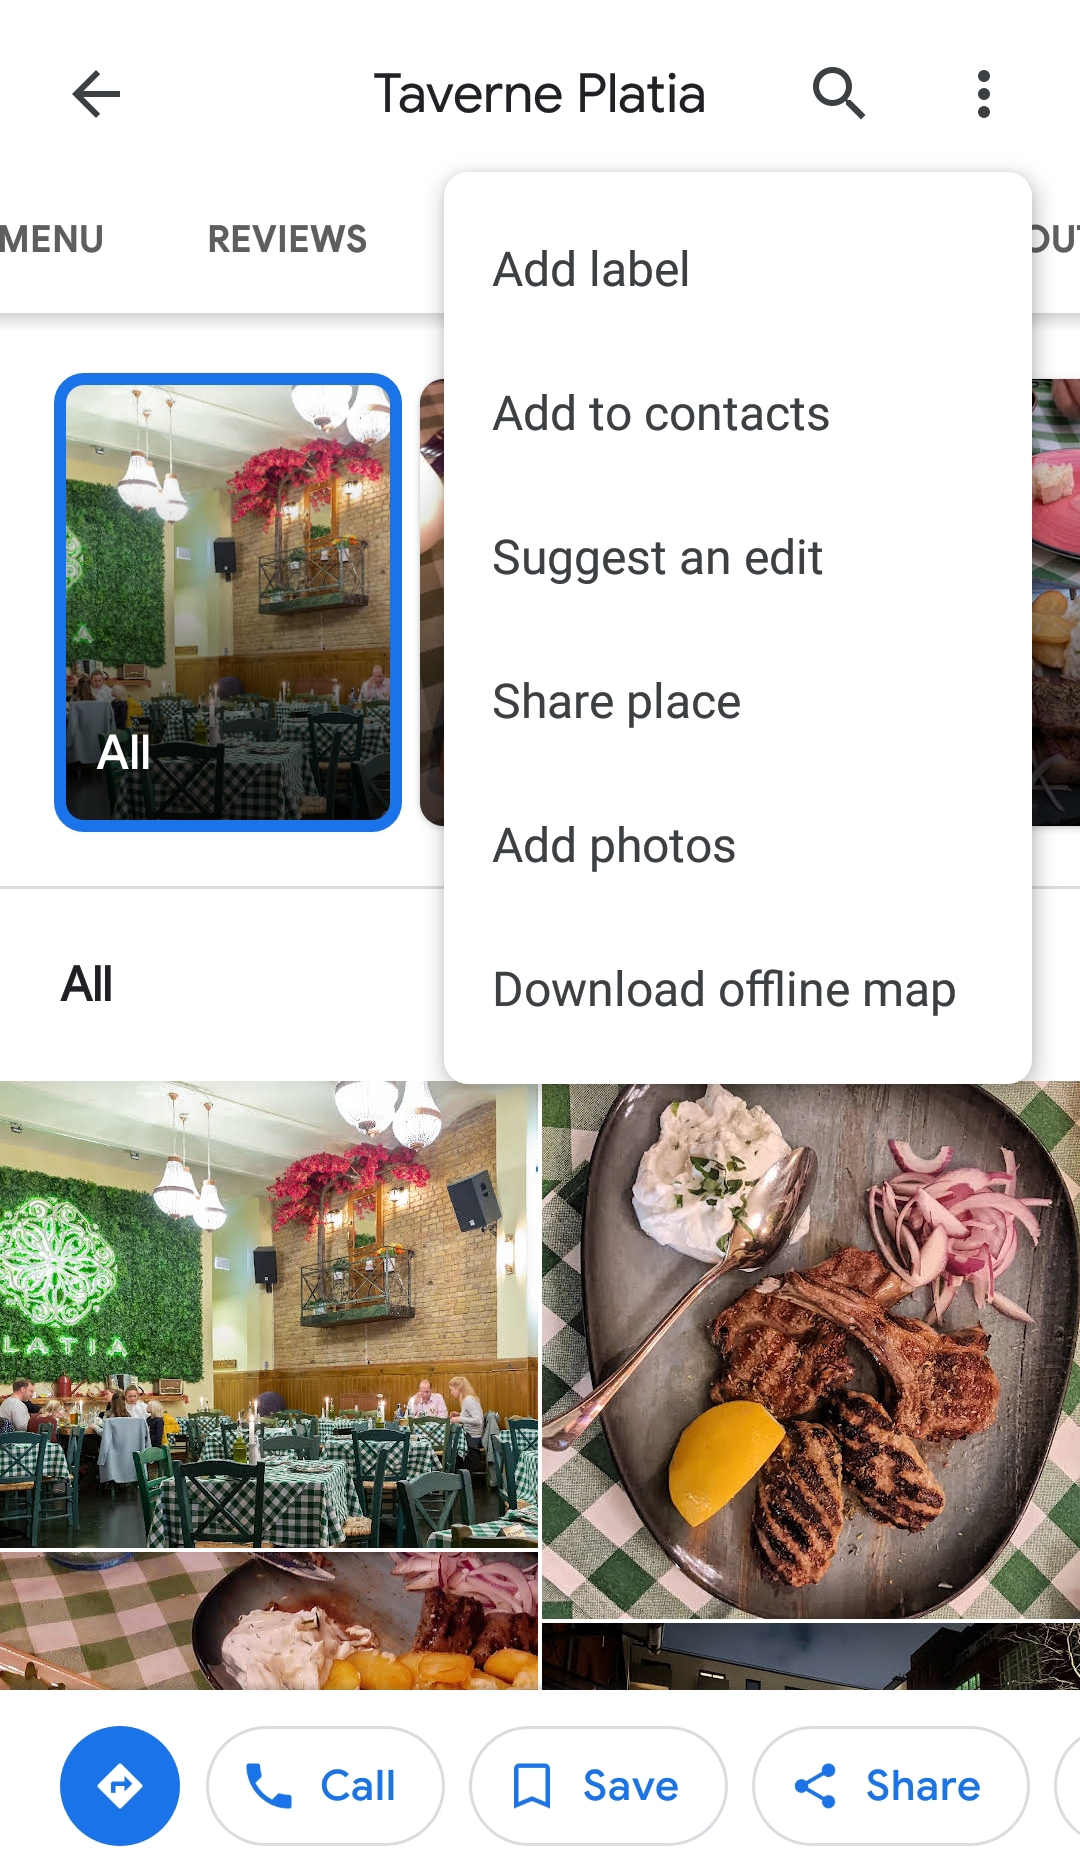 Taverne Platia
MENU
REVIEWS
Add label
Add to contacts
Suggest an edit
Share place
Add photos
Download offline map
All
All
LATIA
Call
Save
Share